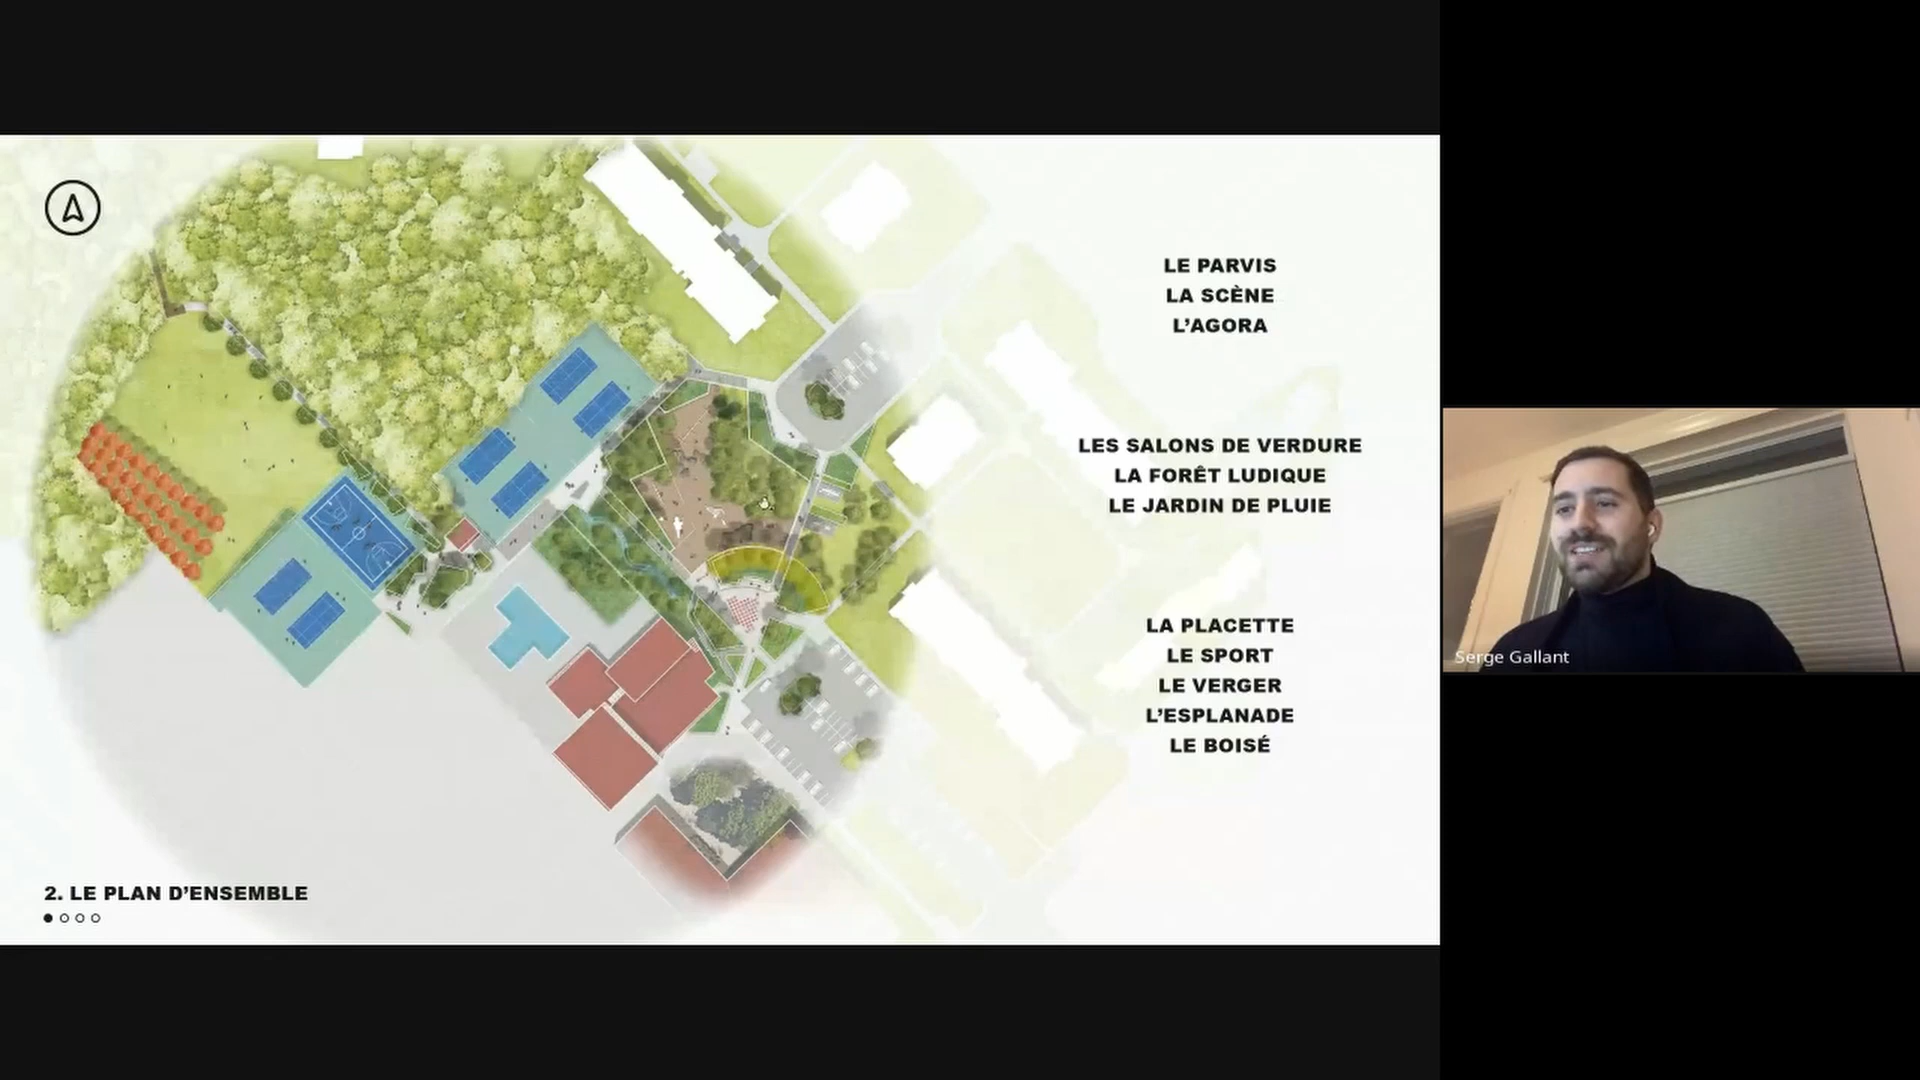 LE PARVIS
LA SCÈNE
L'AGORA
LES SALONS DE VERDURE
LA FORÊT LUDIQUE
LE JARDIN DE PLUIE
LA PLACETTE
LE SPORT
LE VERGER
L'ESPLANADE
LE BOISÉ
2. LE PLAN D'ENSEMBLE
Serge Gallant